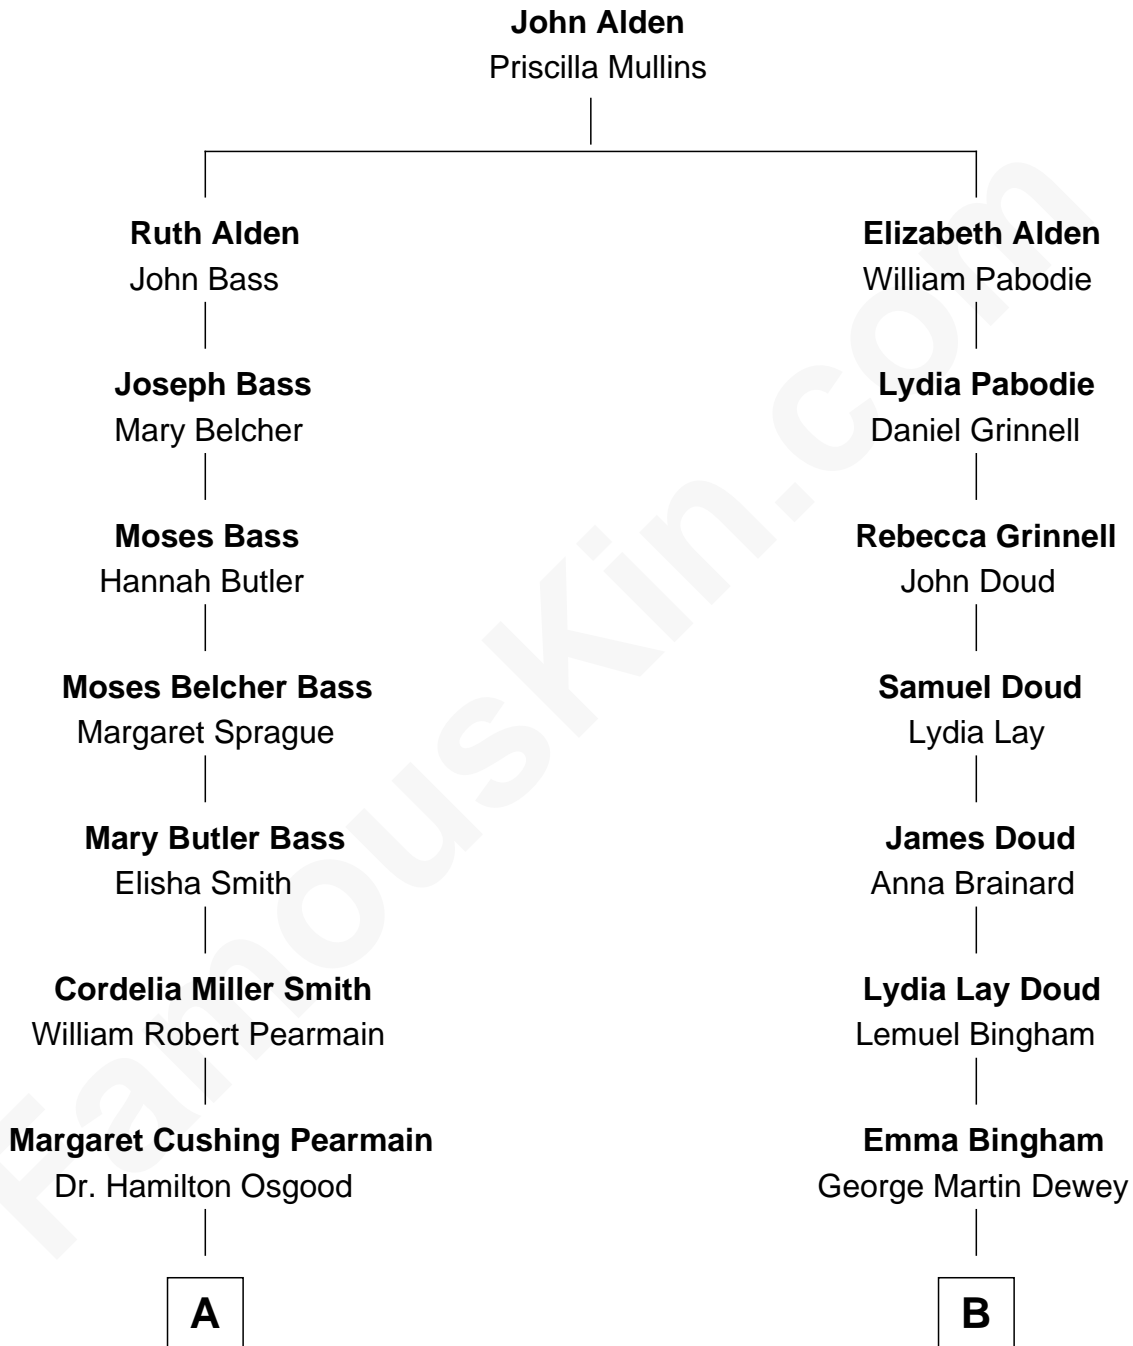 John Alden
Priscilla Mullins
Ruth Alden
John Bass
Joseph Bass
Mary Belcher
Moses Bass
Hannah Butler
Moses Belcher Bass
Margaret Sprague
Mary Butler Bass
Elisha Smith
Cordelia Miller Smith
William Robert Pearmain
Margaret Cushing Pearmain
Dr. Hamilton Osgood
A
Elizabeth Alden
William Pabodie
Lydia Pabodie
Daniel Grinnell
Rebecca Grinnell
John Doud
Samuel Doud
Lydia Lay
James Doud
Anna Brainard
Lydia Lay Doud
Lemuel Bingham
Emma Bingham
George Martin Dewey
B
FamousKin.com